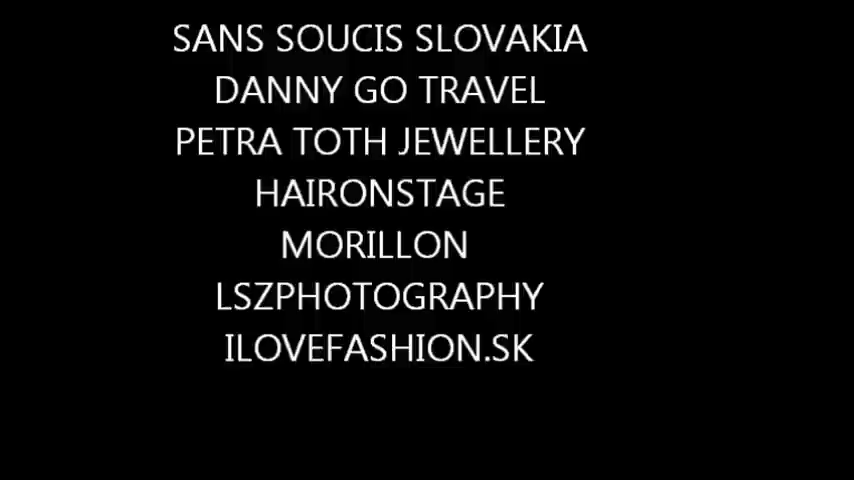 SANS SOUCIS SLOVAKIA
DANNY GO TRAVEL
PETRA TOTH JEWELLERY
HAIRONSTAGE
MORILLON
LSZPHOTOGRAPHY
ILOVEFASHION.SK